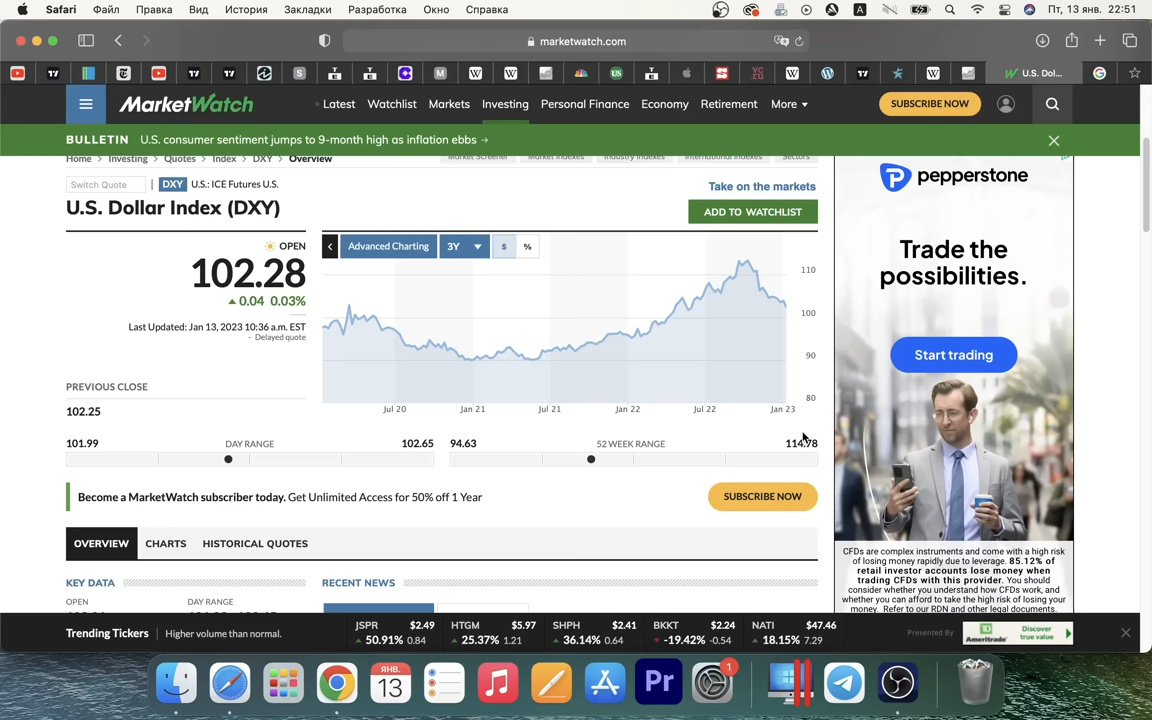 Safari Файл Правка Вид История Закладки Разработка Окно Справка A Пт, 13 янв. 22:51
marketwatch.com
U.S. Dol...
MarketWatch Latest Watchlist Markets Investing Personal Finance Economy Retirement More SUBSCRIBE NOW
BULLETIN U.S. consumer sentiment jumps to 9-month high as inflation ebbs →
Home > Investing > Quotes > Index > DXY > Overview Market Screener Market Indexes Industry Indexes International Indexes Sectors
Switch Quote | DXY U.S.: ICE Futures U.S.
Take on the markets
U.S. Dollar Index (DXY)
ADD TO WATCHLIST
OPEN
102.28
0.04 0.03%
Last Updated: Jan 13, 2023 10:36 a.m. EST
- Delayed quote
PREVIOUS CLOSE
102.25
Advanced Charting 3Y $ %
110
100
90
80
Jul 20 Jan 21 Jul 21 Jan 22 Jul 22 Jan 23
101.99 DAY RANGE 102.65
94.63 52 WEEK RANGE 114.78
Become a MarketWatch subscriber today. Get Unlimited Access for 50% off 1 Year
SUBSCRIBE NOW
OVERVIEW CHARTS HISTORICAL QUOTES
KEY DATA
RECENT NEWS
OPEN DAY RANGE
pepperstone
Trade the
possibilities.
Start trading
CFDs are complex instruments and come with a high risk
of losing money rapidly due to leverage. 85.12% of
retail investor accounts lose money when
trading CFDs with this provider. You should
consider whether you understand how CFDs work, and
whether you can afford to take the high risk of losing your
money. Refer to our RDN and other legal documents.
Trending Tickers | Higher volume than normal.
JSPR $2.49
50.91% 0.84
HTGM $5.97
25.37% 1.21
SHPH $2.41
36.14% 0.64
BKKT $2.24
-19.42% -0.54
NATI $47.46
18.15% 7.29
Presented By
Ameritrade
Discover
true value
ЯНВ.
13
Pr
1